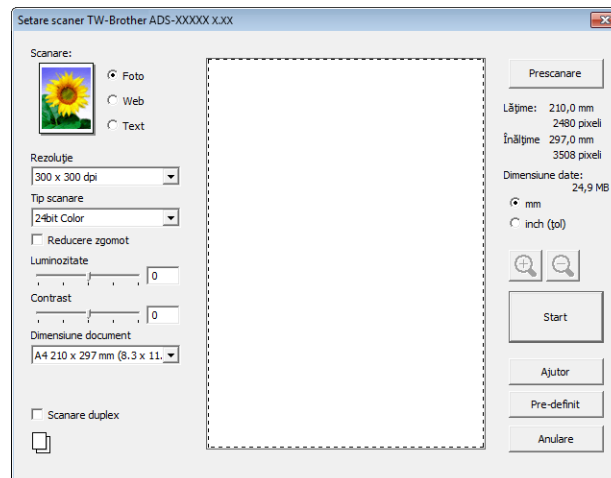 Setare scaner TW-Brother ADS-XXXXX X.XX
Scanare:
Foto
Web
Text
Rezoluție
300 x 300 dpi
Tip scanare
24bit Color
Reducere zgomot
Luminozitate
0
Contrast
0
Dimensiune document
A4 210 x 297 mm (8.3 x 11.
Scanare duplex
Prescanare
Lățime: 210,0 mm
2480 pixeli
Înălțime 297,0 mm
3508 pixeli
Dimensiune date:
24,9 MB
mm
inch (țol)
Start
Ajutor
Pre-definit
Anulare